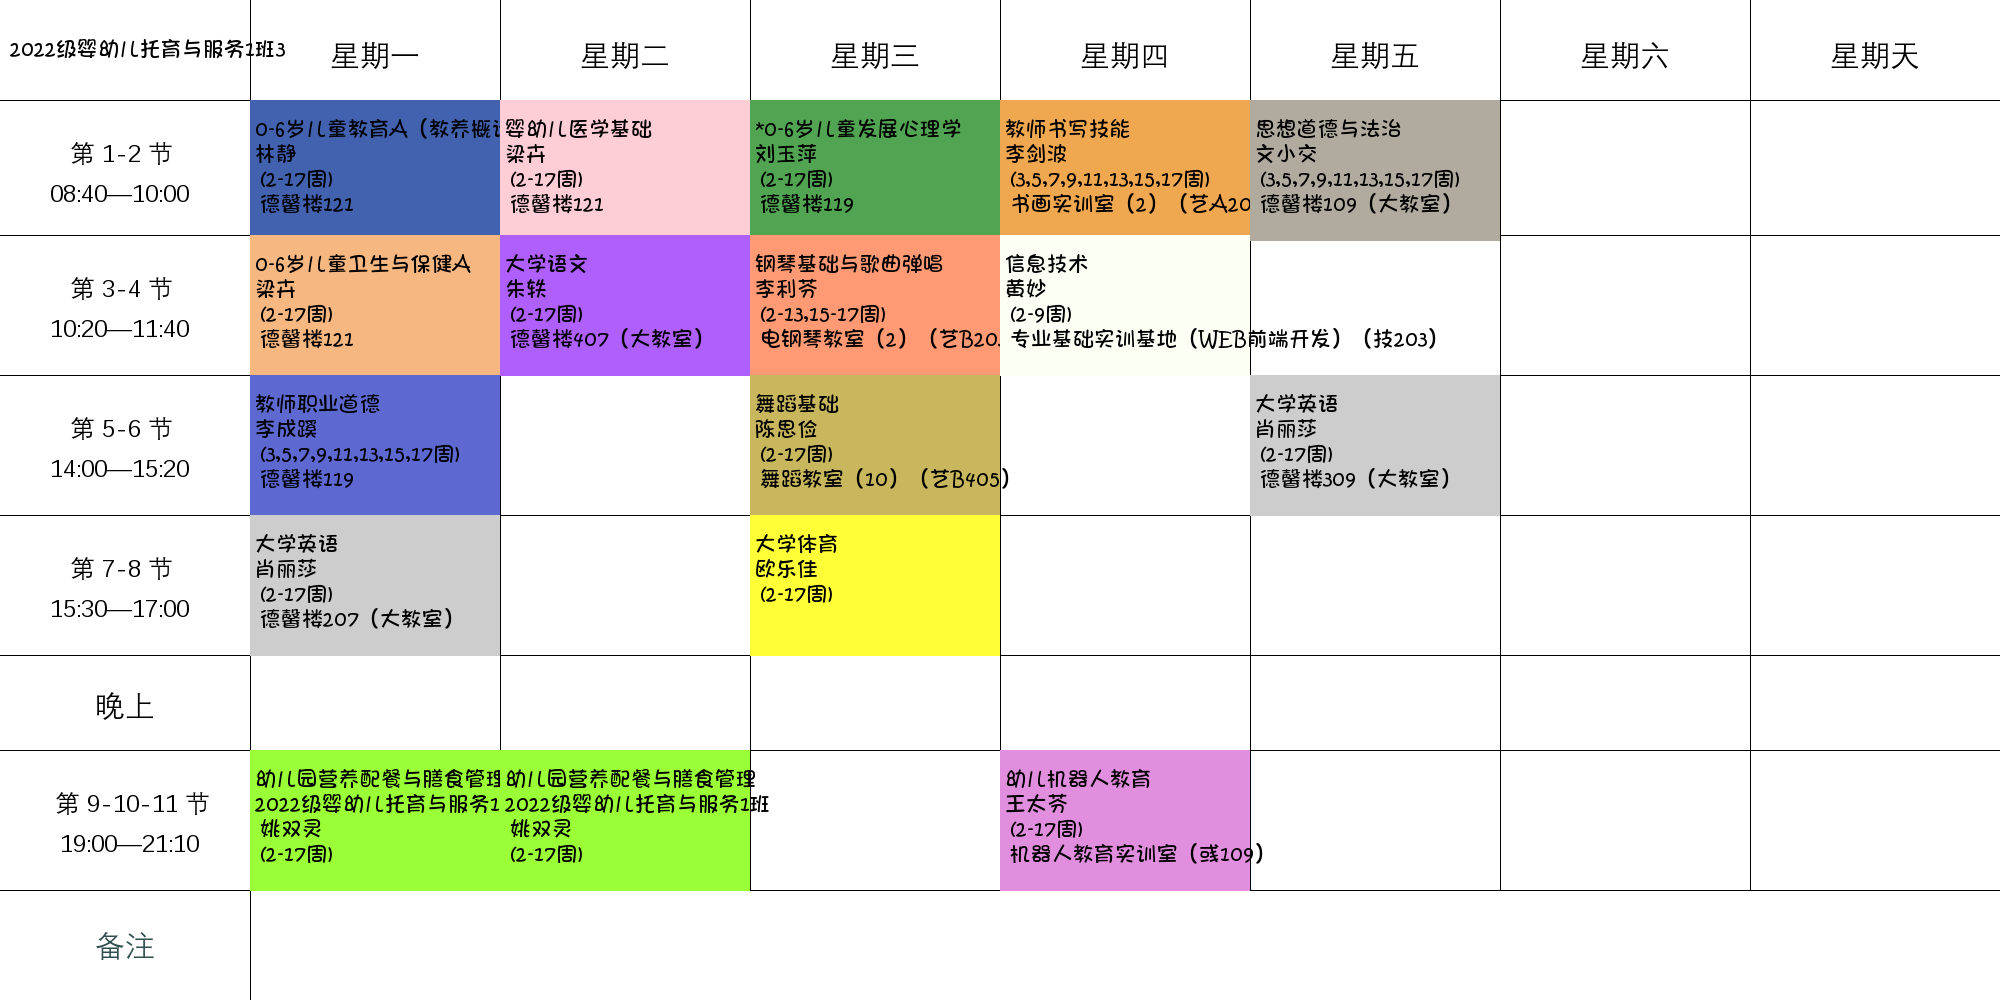 2022级婴幼儿托育与服务1班3
星期一
星期二
星期三
星期四
星期五
星期六
星期天
第 1-2 节
08:40—10:00
0-6岁儿童教育A（教养概
林静
(2-17周)
德馨楼121
婴幼儿医学基础
梁卉
(2-17周)
德馨楼121
*0-6岁儿童发展心理学
刘玉萍
(2-17周)
德馨楼119
教师书写技能
李剑波
(3,5,7,9,11,13,15,17周)
书画实训室（2）（艺A20
思想道德与法治
文小交
(3,5,7,9,11,13,15,17周)
德馨楼109（大教室）
第 3-4 节
10:20—11:40
0-6岁儿童卫生与保健A
梁卉
(2-17周)
德馨楼121
大学语文
朱轶
(2-17周)
德馨楼407（大教室）
钢琴基础与歌曲弹唱
李利芬
(2-13,15-17周)
电钢琴教室（2）（艺B20
信息技术
黄妙
(2-9周)
专业基础实训基地（WEB前端开发）（技203）
第 5-6 节
14:00—15:20
教师职业道德
李成蹊
(3,5,7,9,11,13,15,17周)
德馨楼119
舞蹈基础
陈思俭
(2-17周)
舞蹈教室（10）（艺B405）
大学英语
肖丽莎
(2-17周)
德馨楼309（大教室）
第 7-8 节
15:30—17:00
大学英语
肖丽莎
(2-17周)
德馨楼207（大教室）
大学体育
欧乐佳
(2-17周)
晚上
第 9-10-11 节
19:00—21:10
幼儿园营养配餐与膳食管理
2022级婴幼儿托育与服务1
姚双灵
(2-17周)
幼儿园营养配餐与膳食管理
2022级婴幼儿托育与服务1班
姚双灵
(2-17周)
幼儿机器人教育
王太芬
(2-17周)
机器人教育实训室（或109）
备注